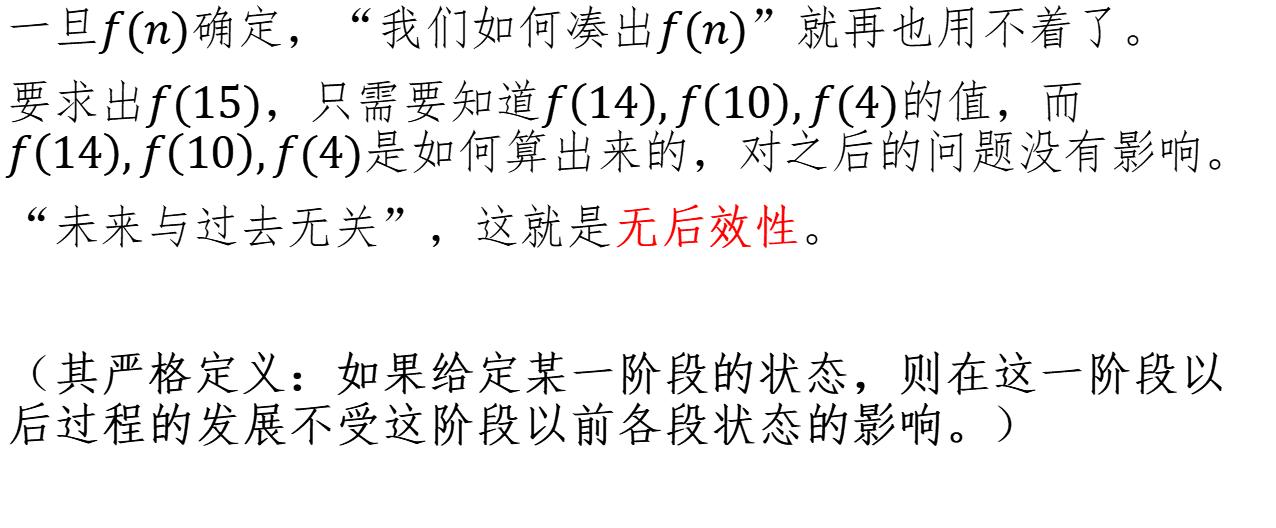 一旦f(n)确定，“我们如何凑出f(n)”就再也用不着了。
要求出f(15)，只需要知道f(14),f(10),f(4)的值，而
f(14),f(10),f(4)是如何算出来的，对之后的问题没有影响。
“未来与过去无关”，这就是无后效性。
（其严格定义：如果给定某一阶段的状态，则在这一阶段以
后过程的发展不受这阶段以前各段状态的影响。）